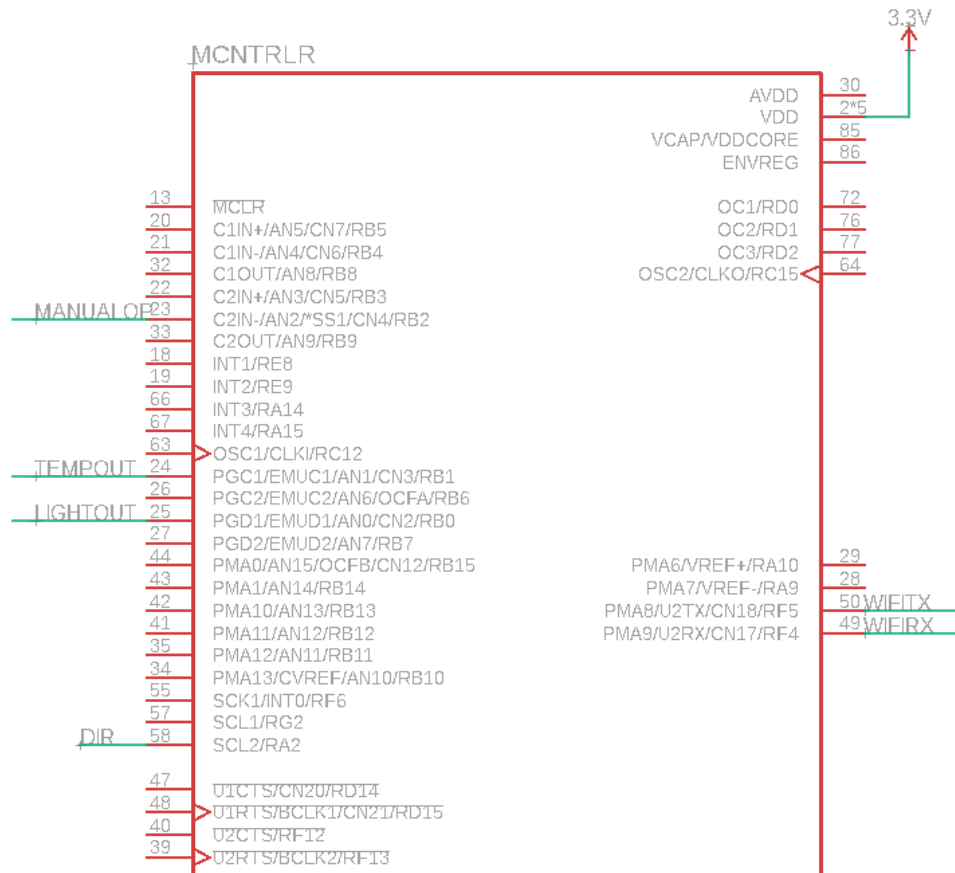 3.3V
MCNTRLR
AVDD 30
VDD 2*5
VCAP/VDDCORE 85
ENVREG 86
13 MCLR OC1/RD0 72
20 C1IN+/AN5/CN7/RB5 OC2/RD1 76
21 C1IN-/AN4/CN6/RB4 OC3/RD2 77
32 C1OUT/AN8/RB8 OSC2/CLKO/RC15 64
22 C2IN+/AN3/CN5/RB3
MANUALOP 23 C2IN-/AN2/*SS1/CN4/RB2
33 C2OUT/AN9/RB9
18 INT1/RE8
19 INT2/RE9
66 INT3/RA14
67 INT4/RA15
63 OSC1/CLKI/RC12
TEMPOUT 24 PGC1/EMUC1/AN1/CN3/RB1
26 PGC2/EMUC2/AN6/OCFA/RB6
LIGHTOUT 25 PGD1/EMUD1/AN0/CN2/RB0
27 PGD2/EMUD2/AN7/RB7
44 PMA0/AN15/OCFB/CN12/RB15 PMA6/VREF+/RA10 29
43 PMA1/AN14/RB14 PMA7/VREF-/RA9 28
42 PMA10/AN13/RB13 PMA8/U2TX/CN18/RF5 50 WIFITX
41 PMA11/AN12/RB12 PMA9/U2RX/CN17/RF4 49 WIFIRX
35 PMA12/AN11/RB11
34 PMA13/CVREF/AN10/RB10
55 SCK1/INT0/RF6
57 SCL1/RG2
DIR 58 SCL2/RA2
47 U1CTS/CN20/RD14
48 U1RTS/BCLK1/CN21/RD15
40 U2CTS/RF12
39 U2RTS/BCLK2/RF13